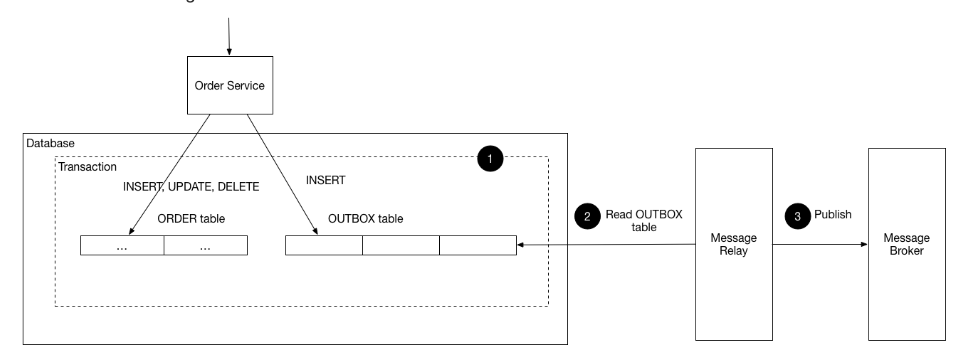 Order Service
Database
Transaction
1
INSERT, UPDATE, DELETE
INSERT
ORDER table
OUTBOX table
... ...
2 Read OUTBOX
table
3 Publish
Message
Relay
Message
Broker